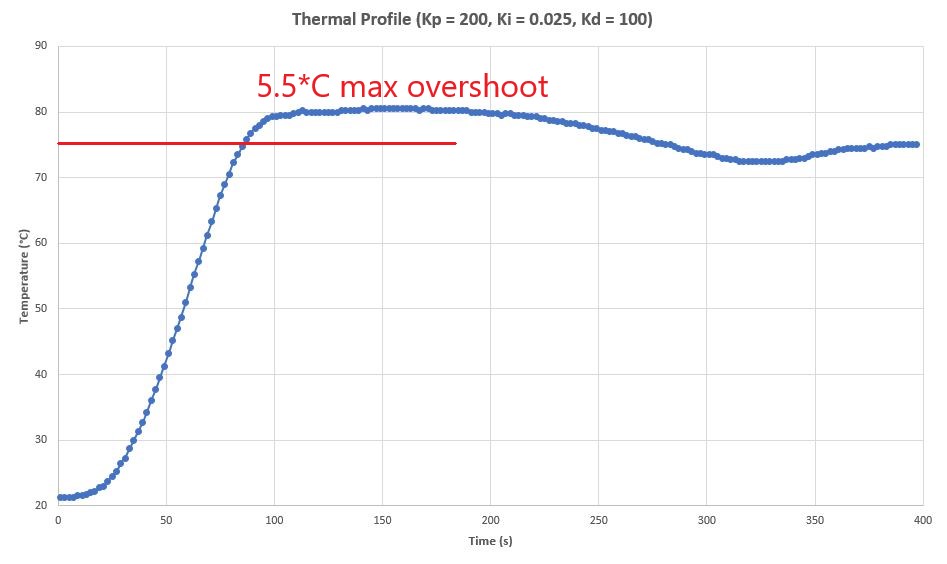 Thermal Profile (Kp = 200, Ki = 0.025, Kd = 100)
5.5*C max overshoot
90
80
70
60
50
40
30
20
Temperature (°C)
0 50 100 150 200 250 300 350 400
Time (s)